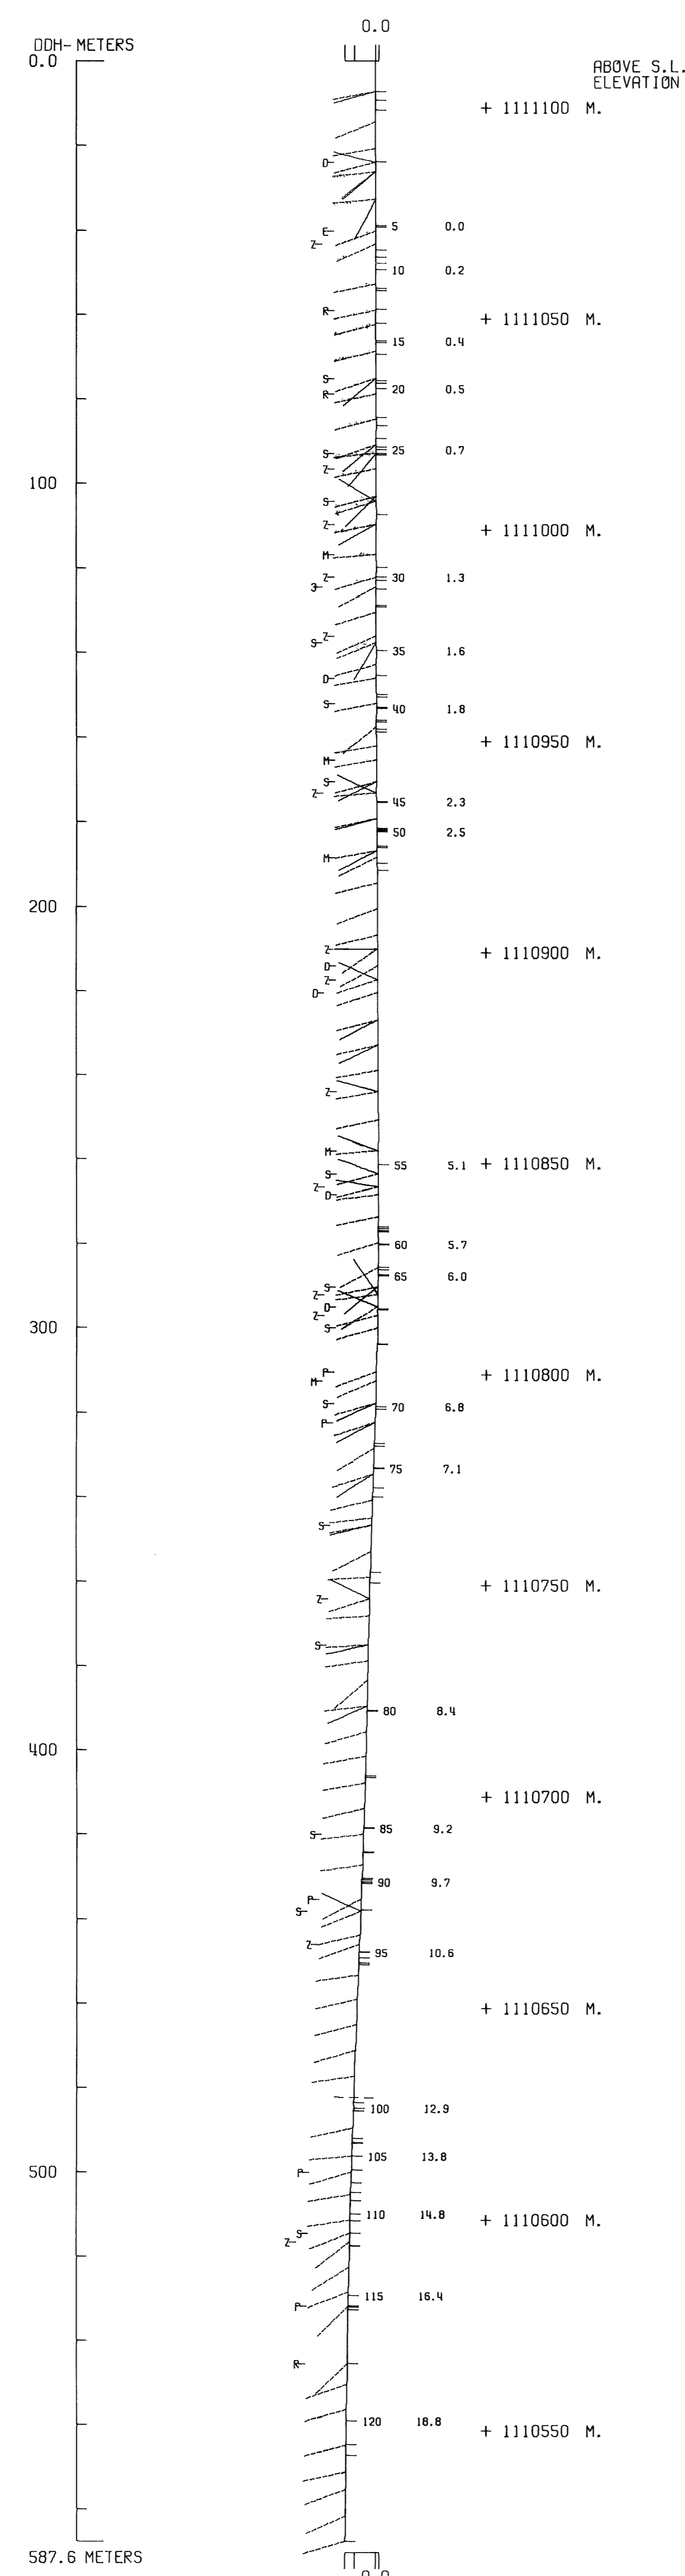 0.0
DDH- METERS
0.0
ABOVE S.L.
ELEVATION
+ 1111100 M.
D
5 0.0
E
Z
10 0.2
R
+ 1111050 M.
15 0.4
S
20 0.5
R
25 0.7
S
Z
100
S
Z
+ 1111000 M.
M
30 1.3
Z
3
Z
S
35 1.6
D
S
40 1.8
+ 1110950 M.
M
S
Z
45 2.3
50 2.5
M
200
Z
+ 1110900 M.
D
Z
D
Z
M
55 5.1 + 1110850 M.
S
Z
D
60 5.7
65 6.0
S
Z
D
Z
S
300
P
+ 1110800 M.
M
S
70 6.8
P
75 7.1
S
+ 1110750 M.
Z
S
80 8.4
400
+ 1110700 M.
85 9.2
S
90 9.7
P
S
Z
95 10.6
+ 1110650 M.
100 12.9
105 13.8
500
P
110 14.8
+ 1110600 M.
S
Z
115 16.4
P
R
120 18.8
+ 1110550 M.
587.6 METERS
0.0